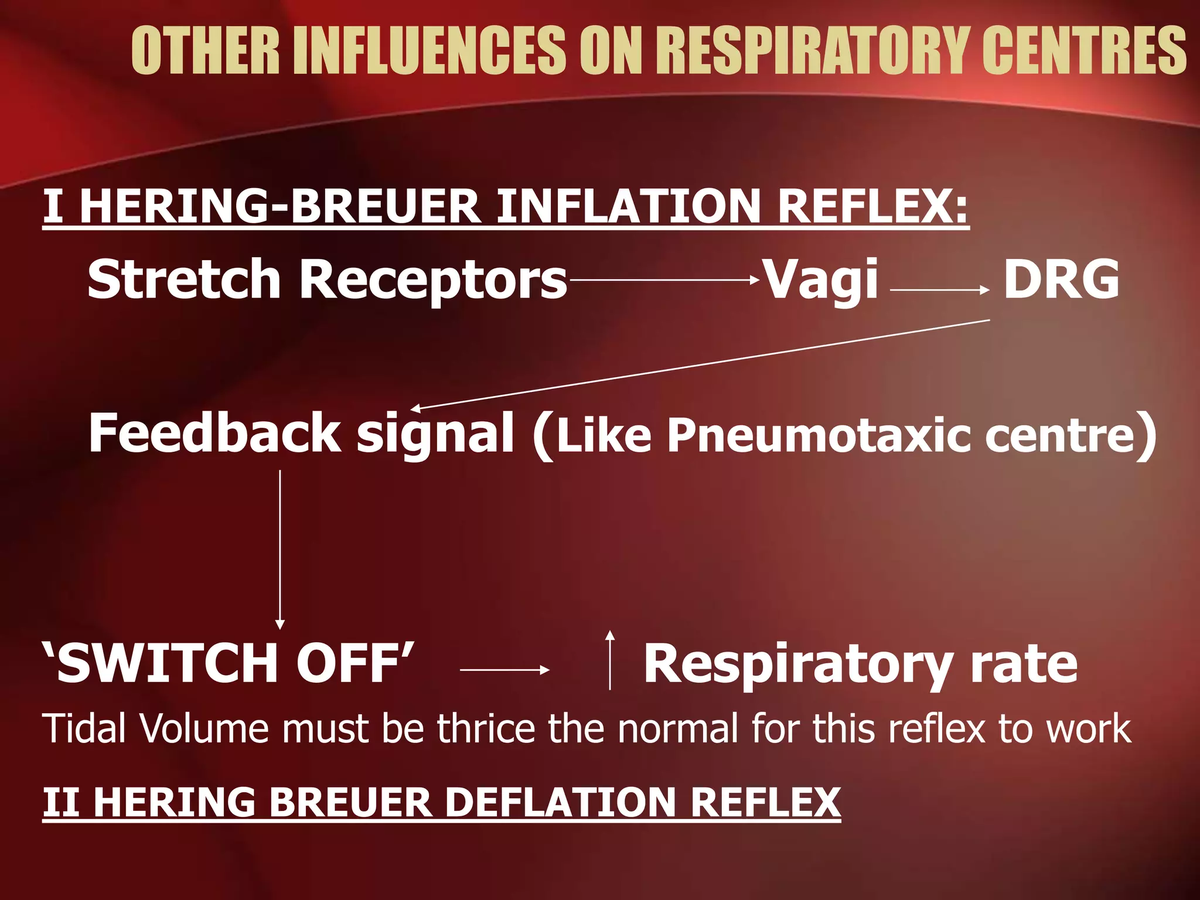 OTHER INFLUENCES ON RESPIRATORY CENTRES
I HERING-BREUER INFLATION REFLEX:
Stretch Receptors Vagi DRG
Feedback signal (Like Pneumotaxic centre)
‘SWITCH OFF’ Respiratory rate
Tidal Volume must be thrice the normal for this reflex to work
II HERING BREUER DEFLATION REFLEX